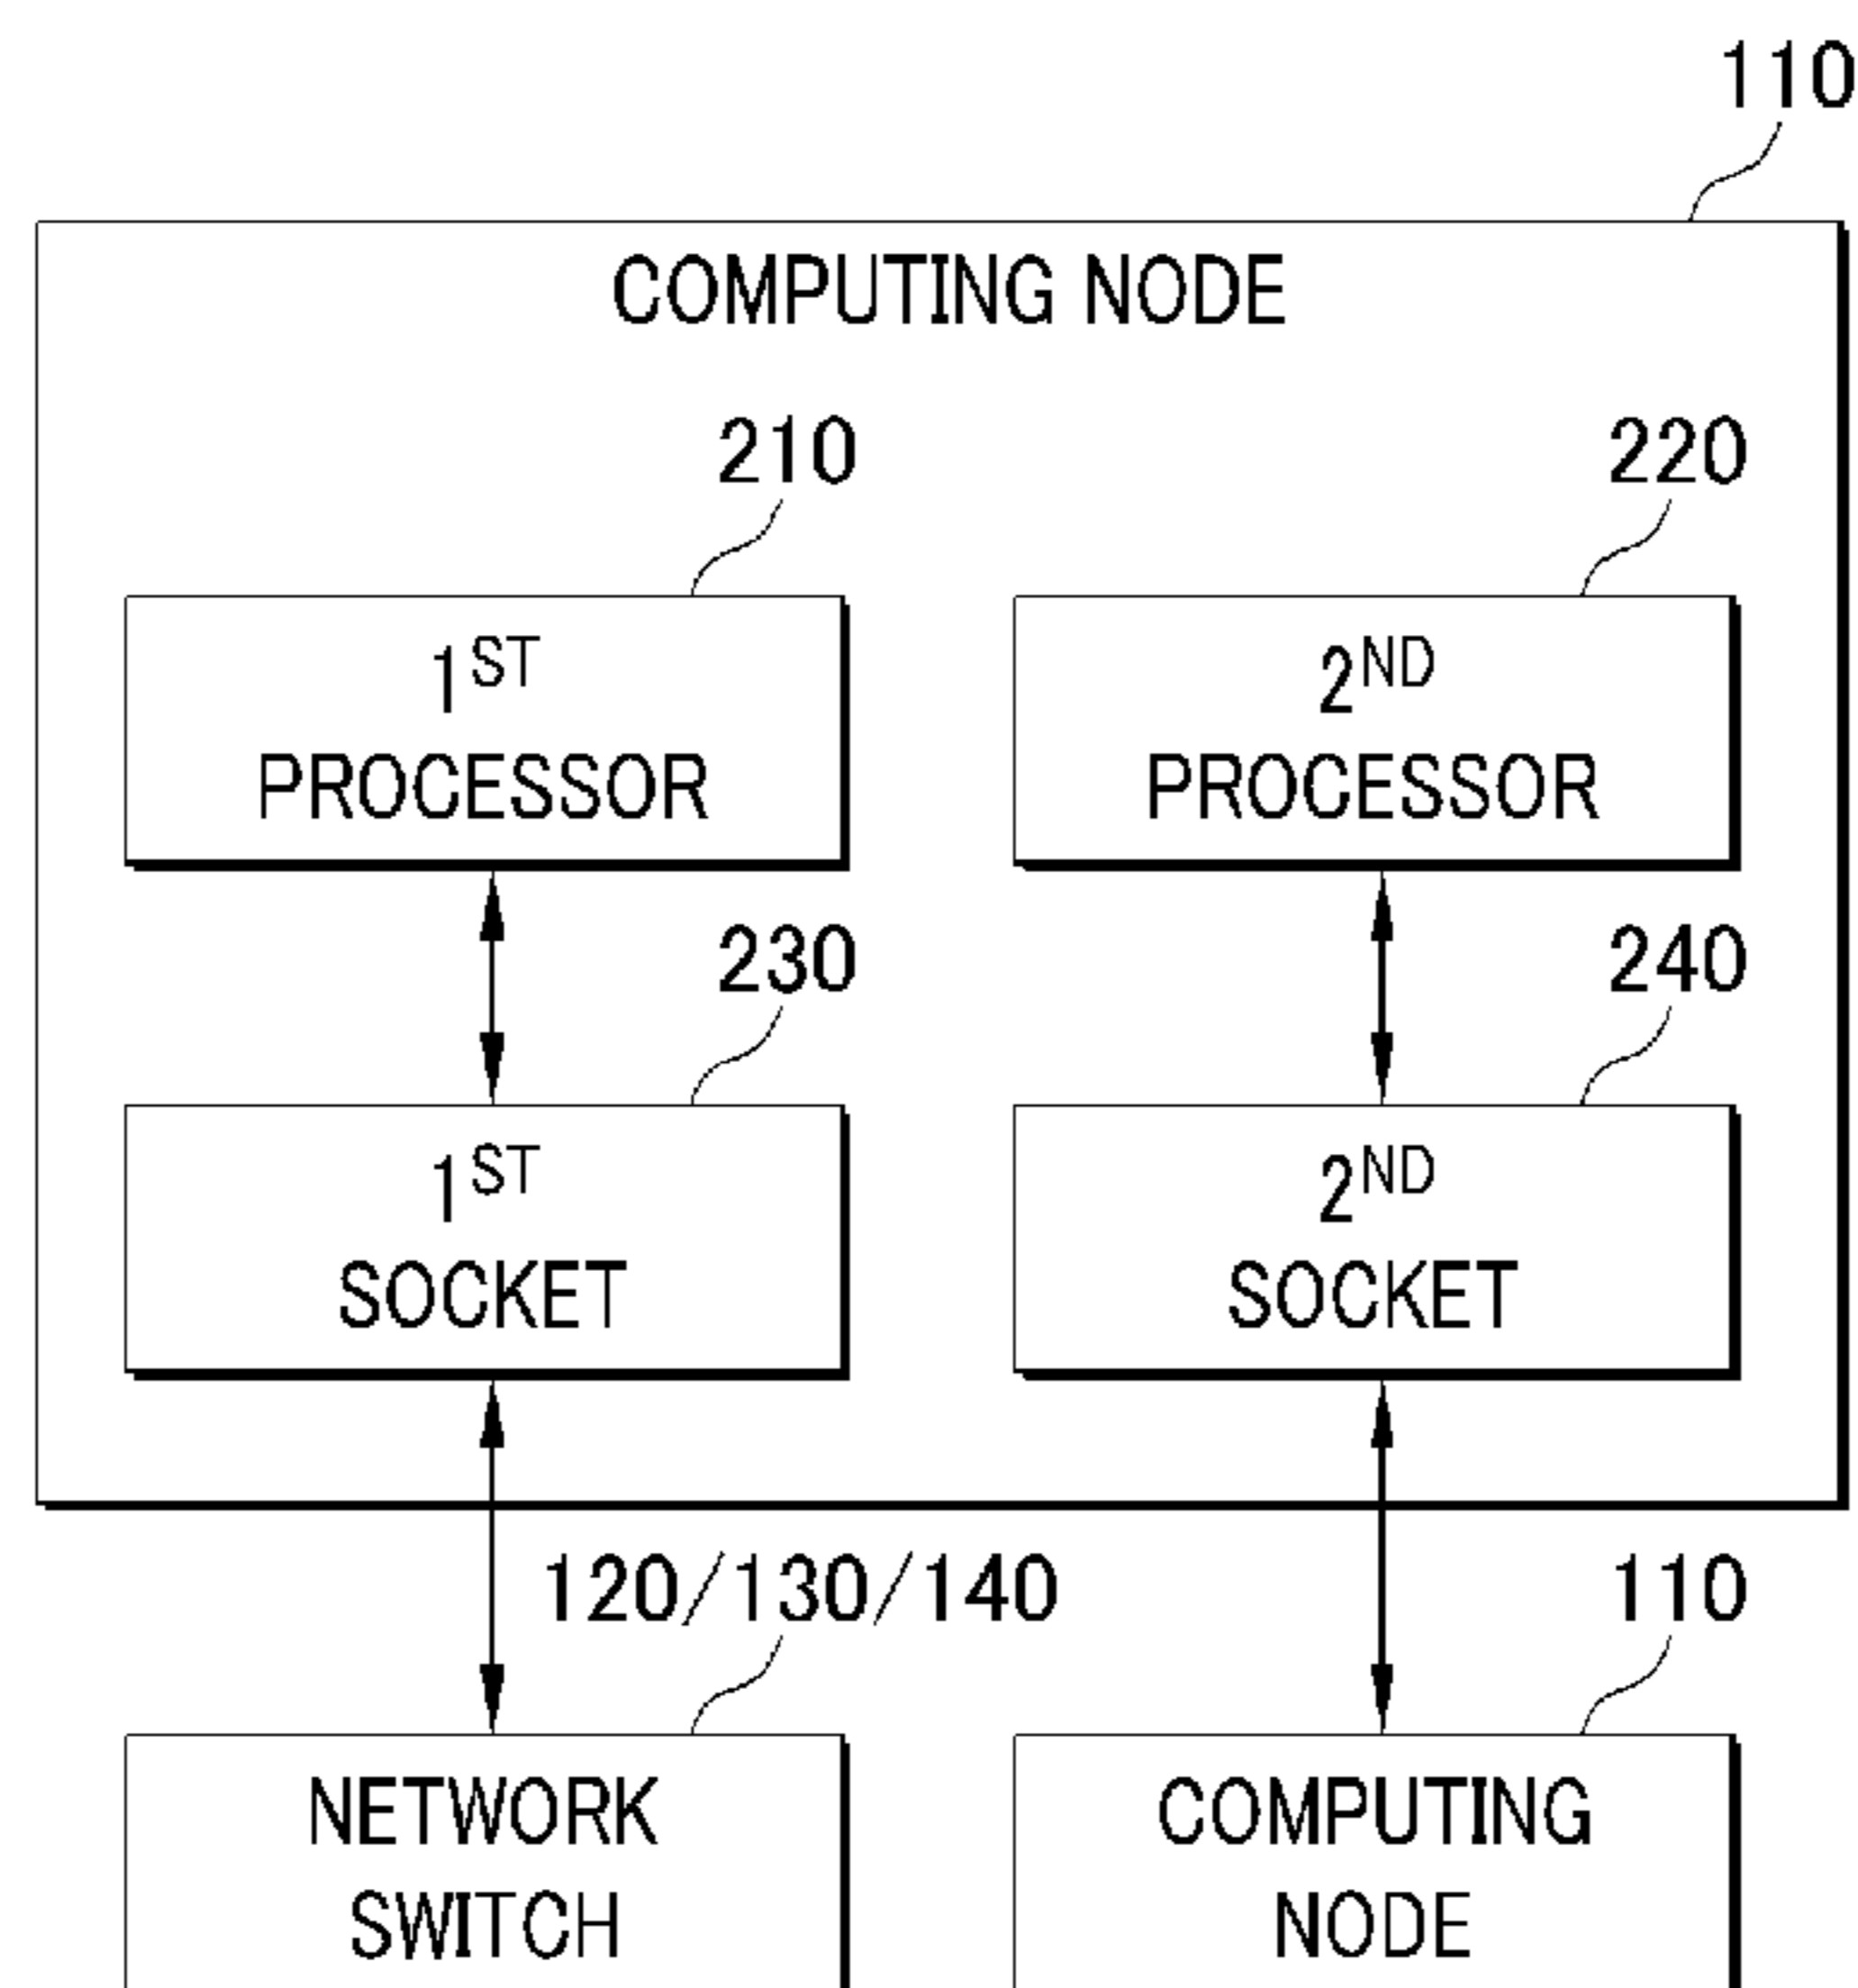 110
COMPUTING NODE
210
220
1ST
PROCESSOR
2ND
PROCESSOR
230
240
1ST
SOCKET
2ND
SOCKET
120/130/140
110
NETWORK
SWITCH
COMPUTING
NODE